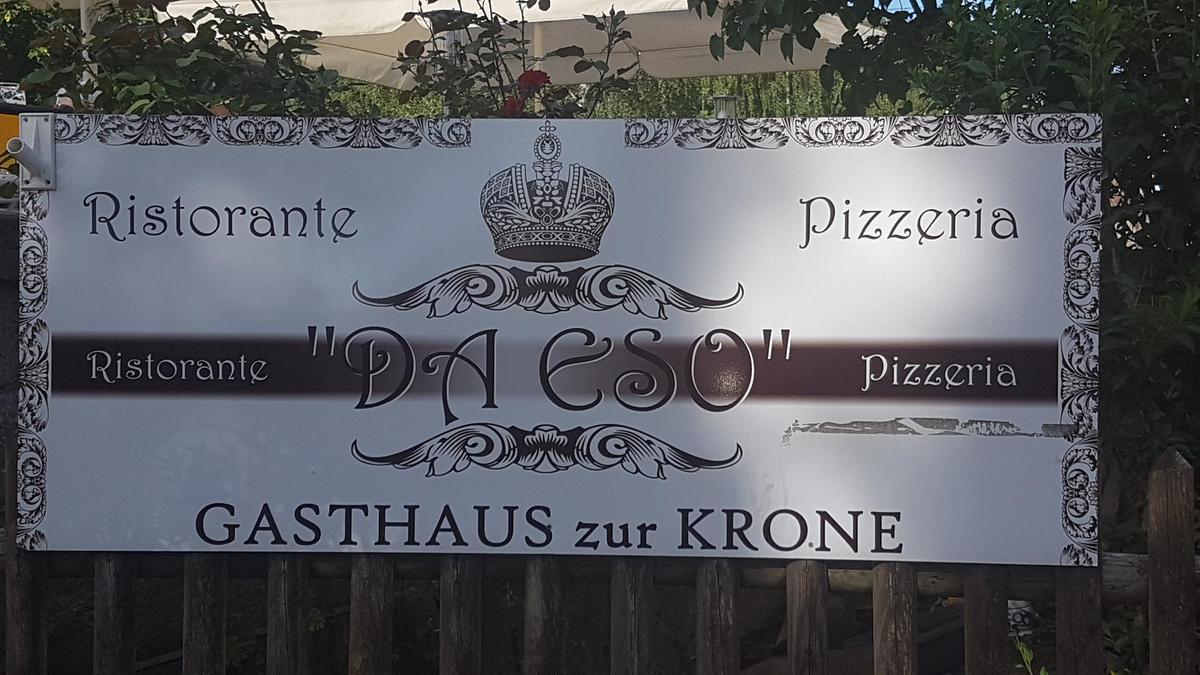 Ristorante Pizzeria
Ristorante "DA ESO" Pizzeria
GASTHAUS zur KRONE